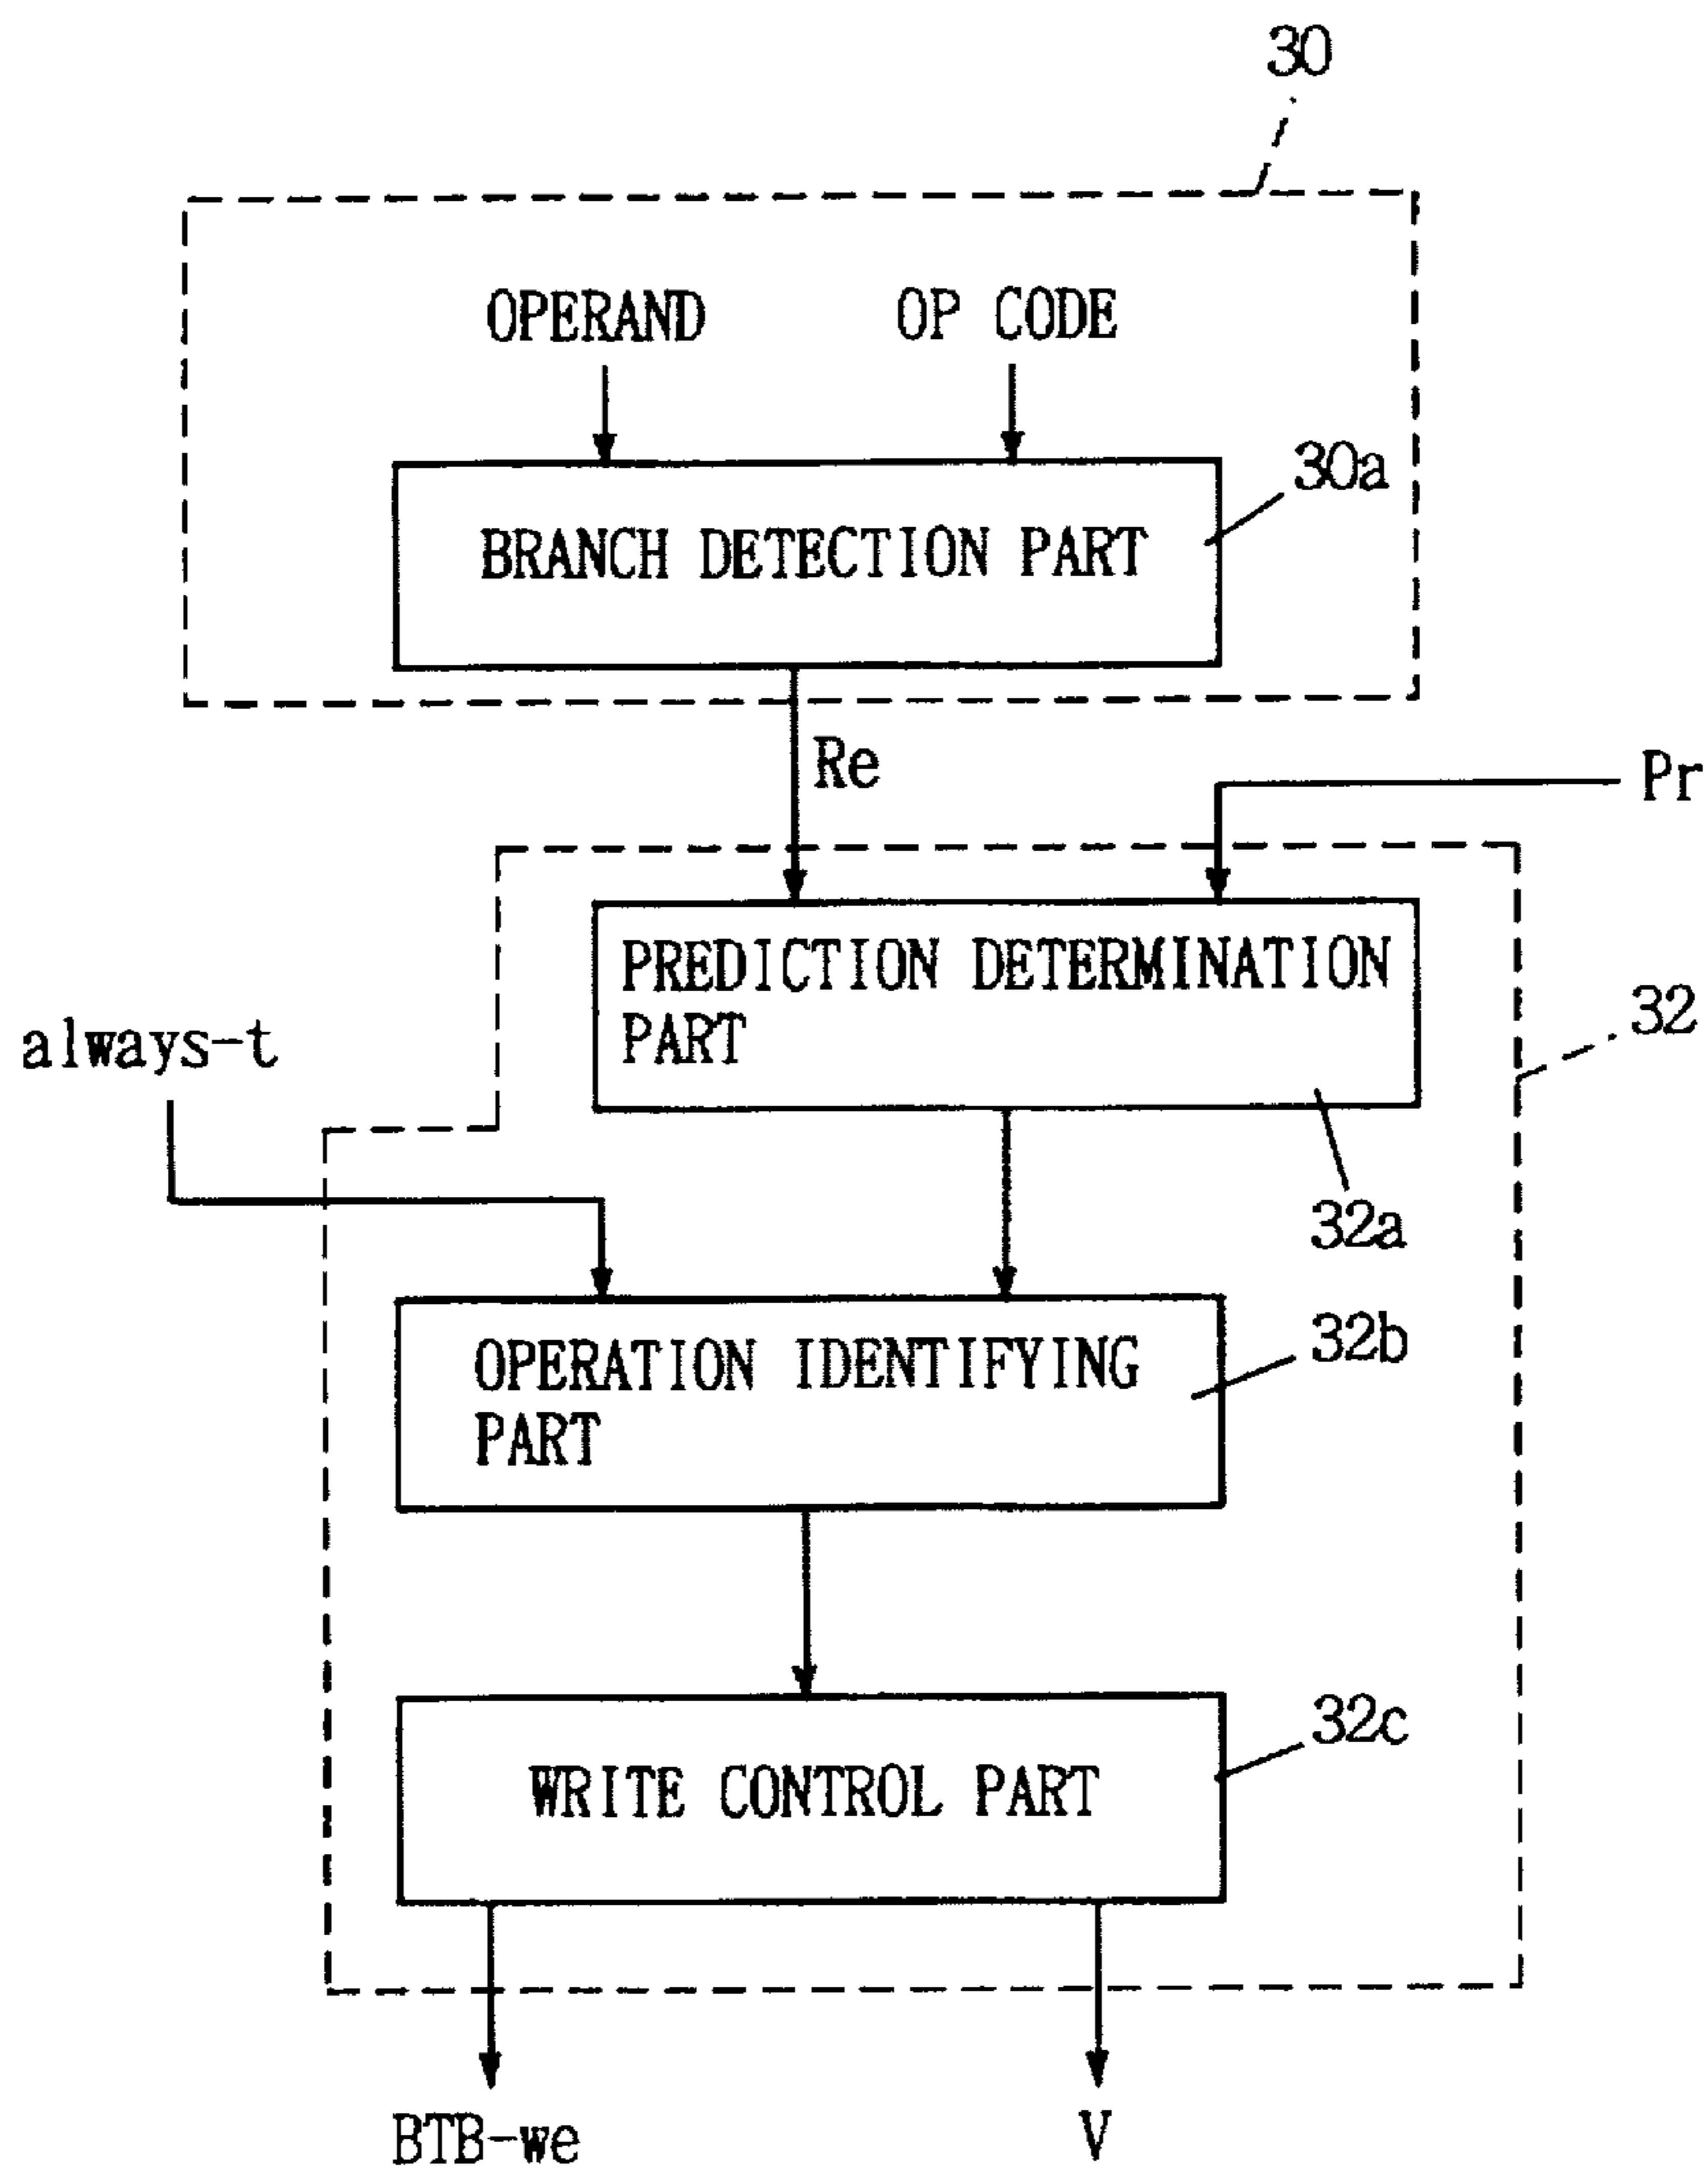 30
OPERAND OP CODE
30a
BRANCH DETECTION PART
Re
Pr
PREDICTION DETERMINATION
PART
32
always-t
32a
32b
OPERATION IDENTIFYING
PART
32c
WRITE CONTROL PART
BTB-we V